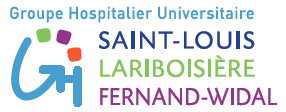 Groupe Hospitalier Universitaire
SAINT-LOUIS
LARIBOISIÈRE
FERNAND-WIDAL